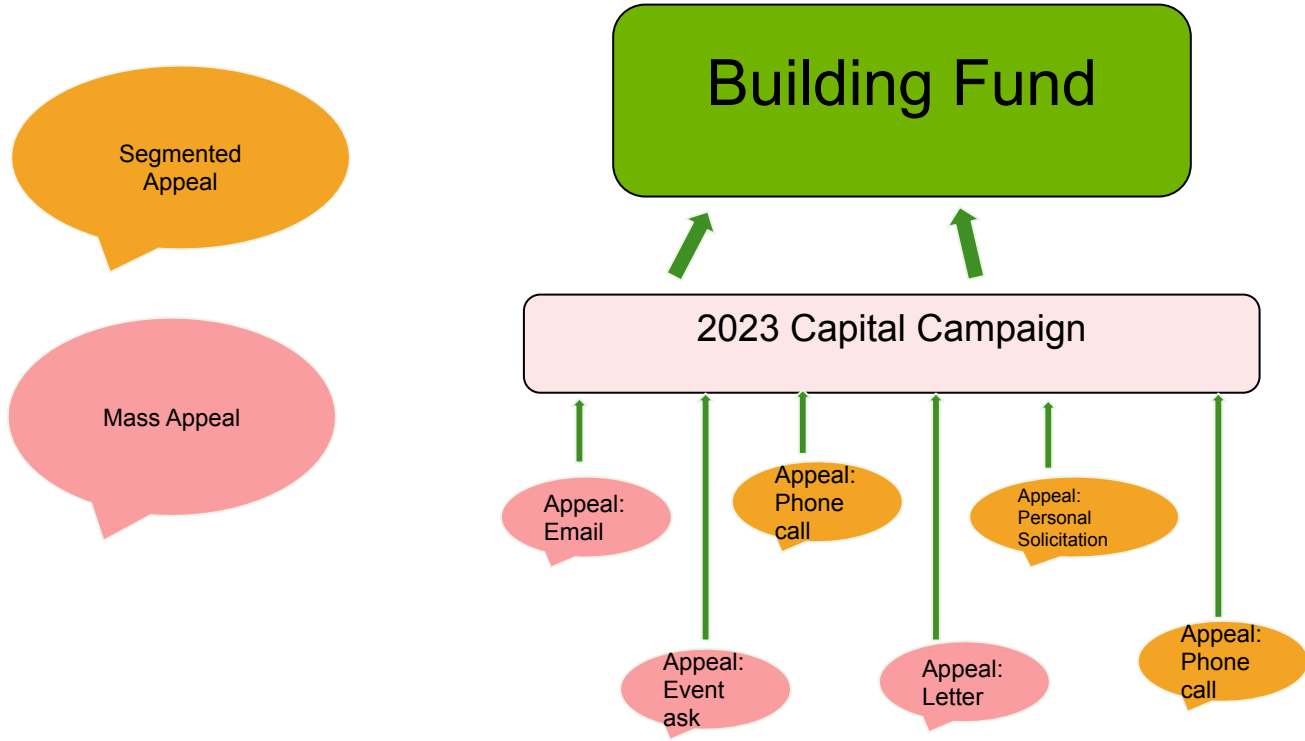 Building Fund
Segmented
Appeal
2023 Capital Campaign
Mass Appeal
Appeal:
Email
Appeal:
Phone
call
Appeal:
Personal
Solicitation
Appeal:
Event
ask
Appeal:
Letter
Appeal:
Phone
call